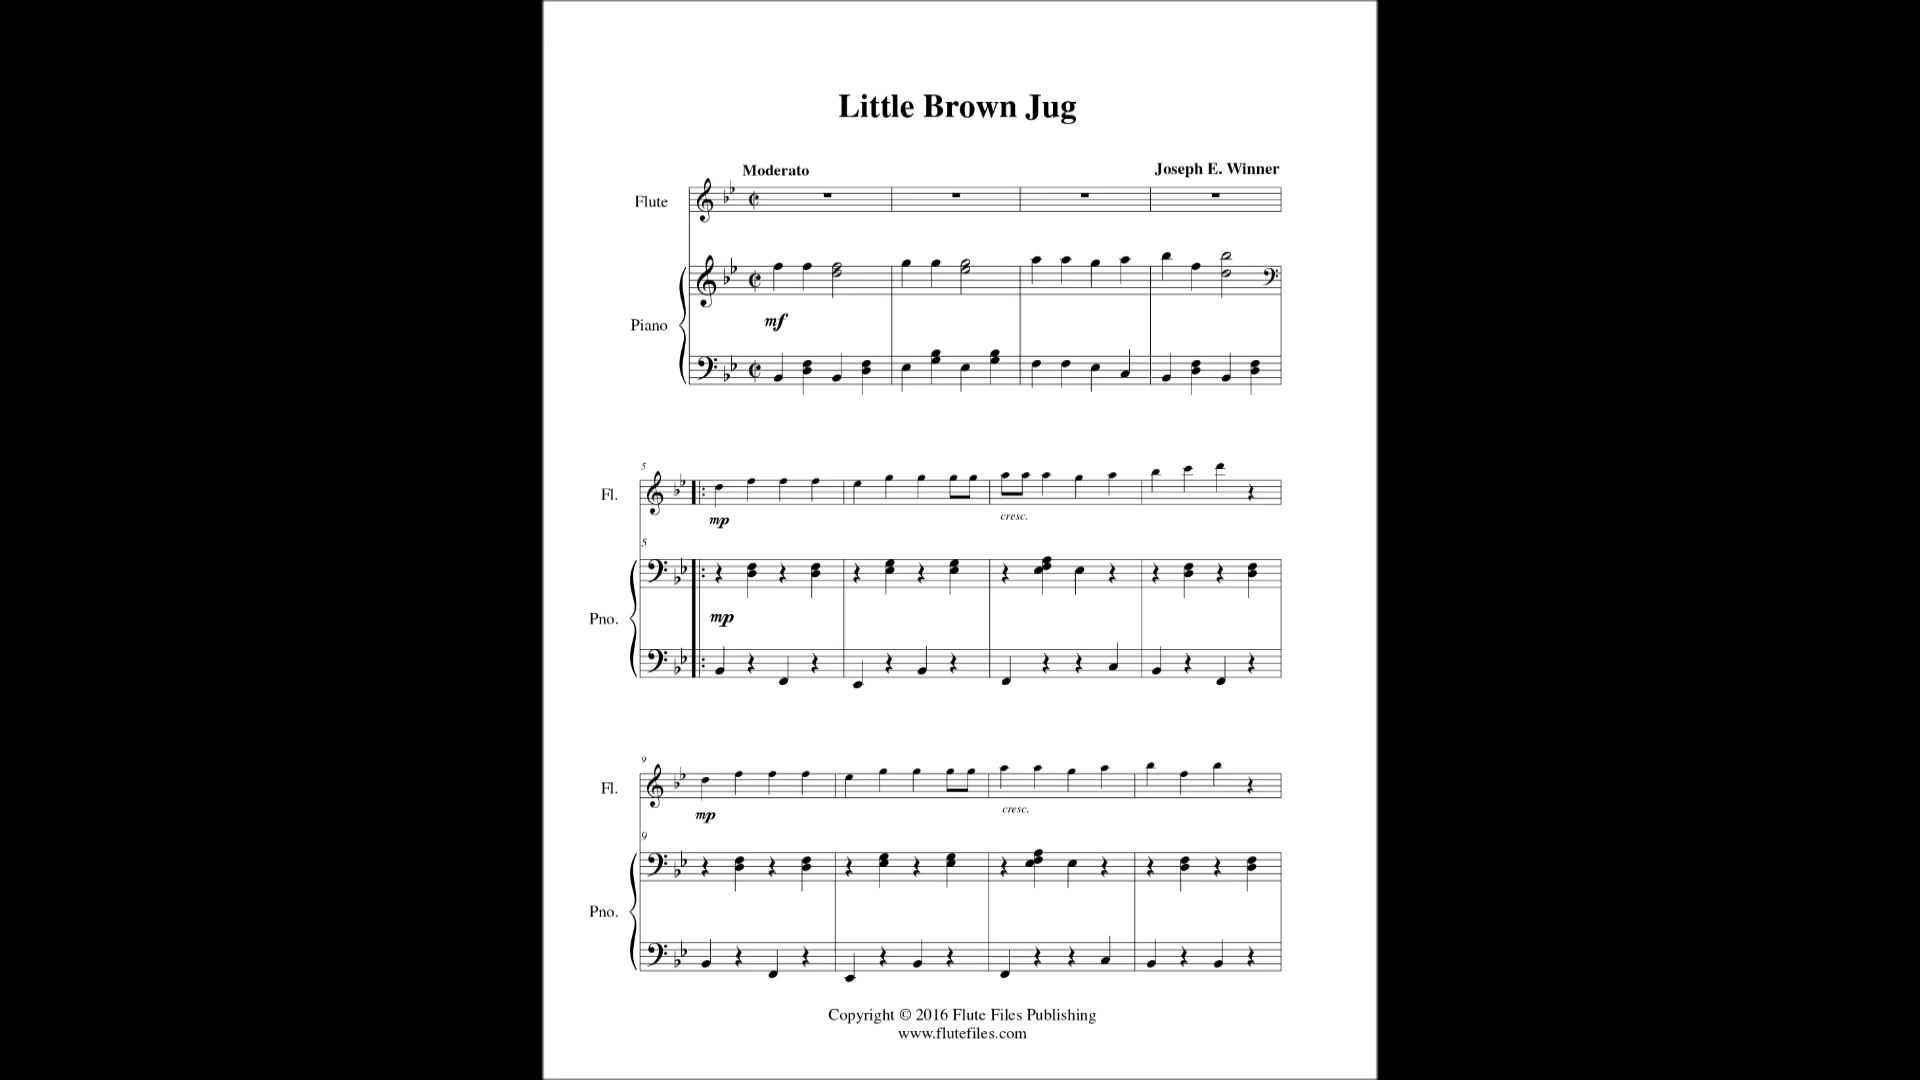 Little Brown Jug
Moderato
Joseph E. Winner
Flute
mf
Piano
5
Fl.
mp
cresc.
5
mp
Pno.
9
Fl.
mp
cresc.
9
Pno.
Copyright © 2016 Flute Files Publishing
www.flutefiles.com